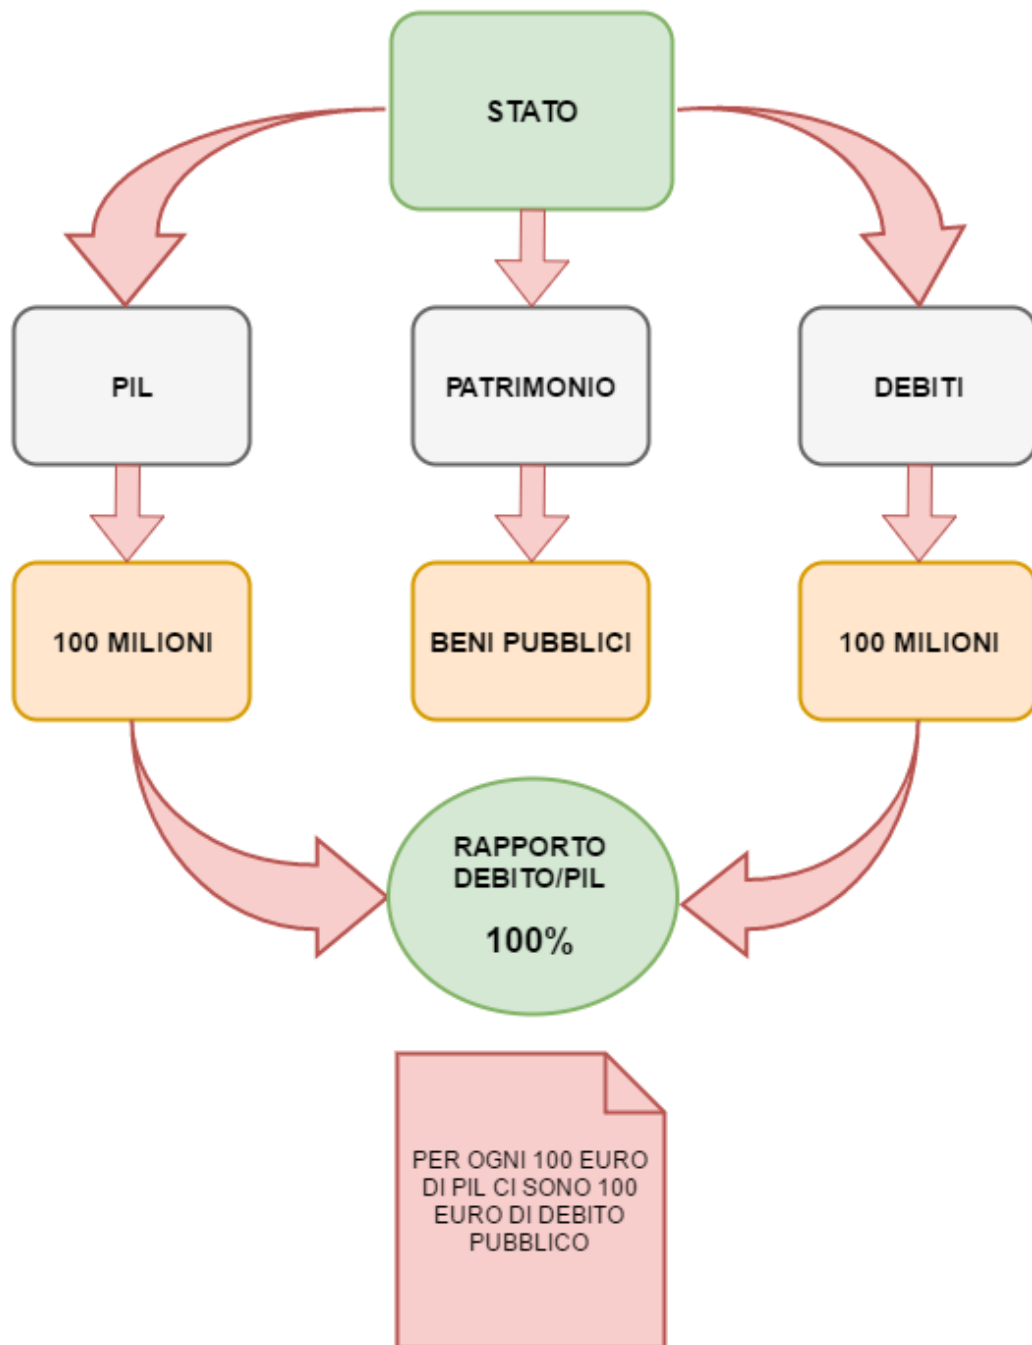 STATO
PIL
PATRIMONIO
DEBITI
100 MILIONI
BENI PUBBLICI
100 MILIONI
RAPPORTO
DEBITO/PIL
100%
PER OGNI 100 EURO
DI PIL CI SONO 100
EURO DI DEBITO
PUBBLICO